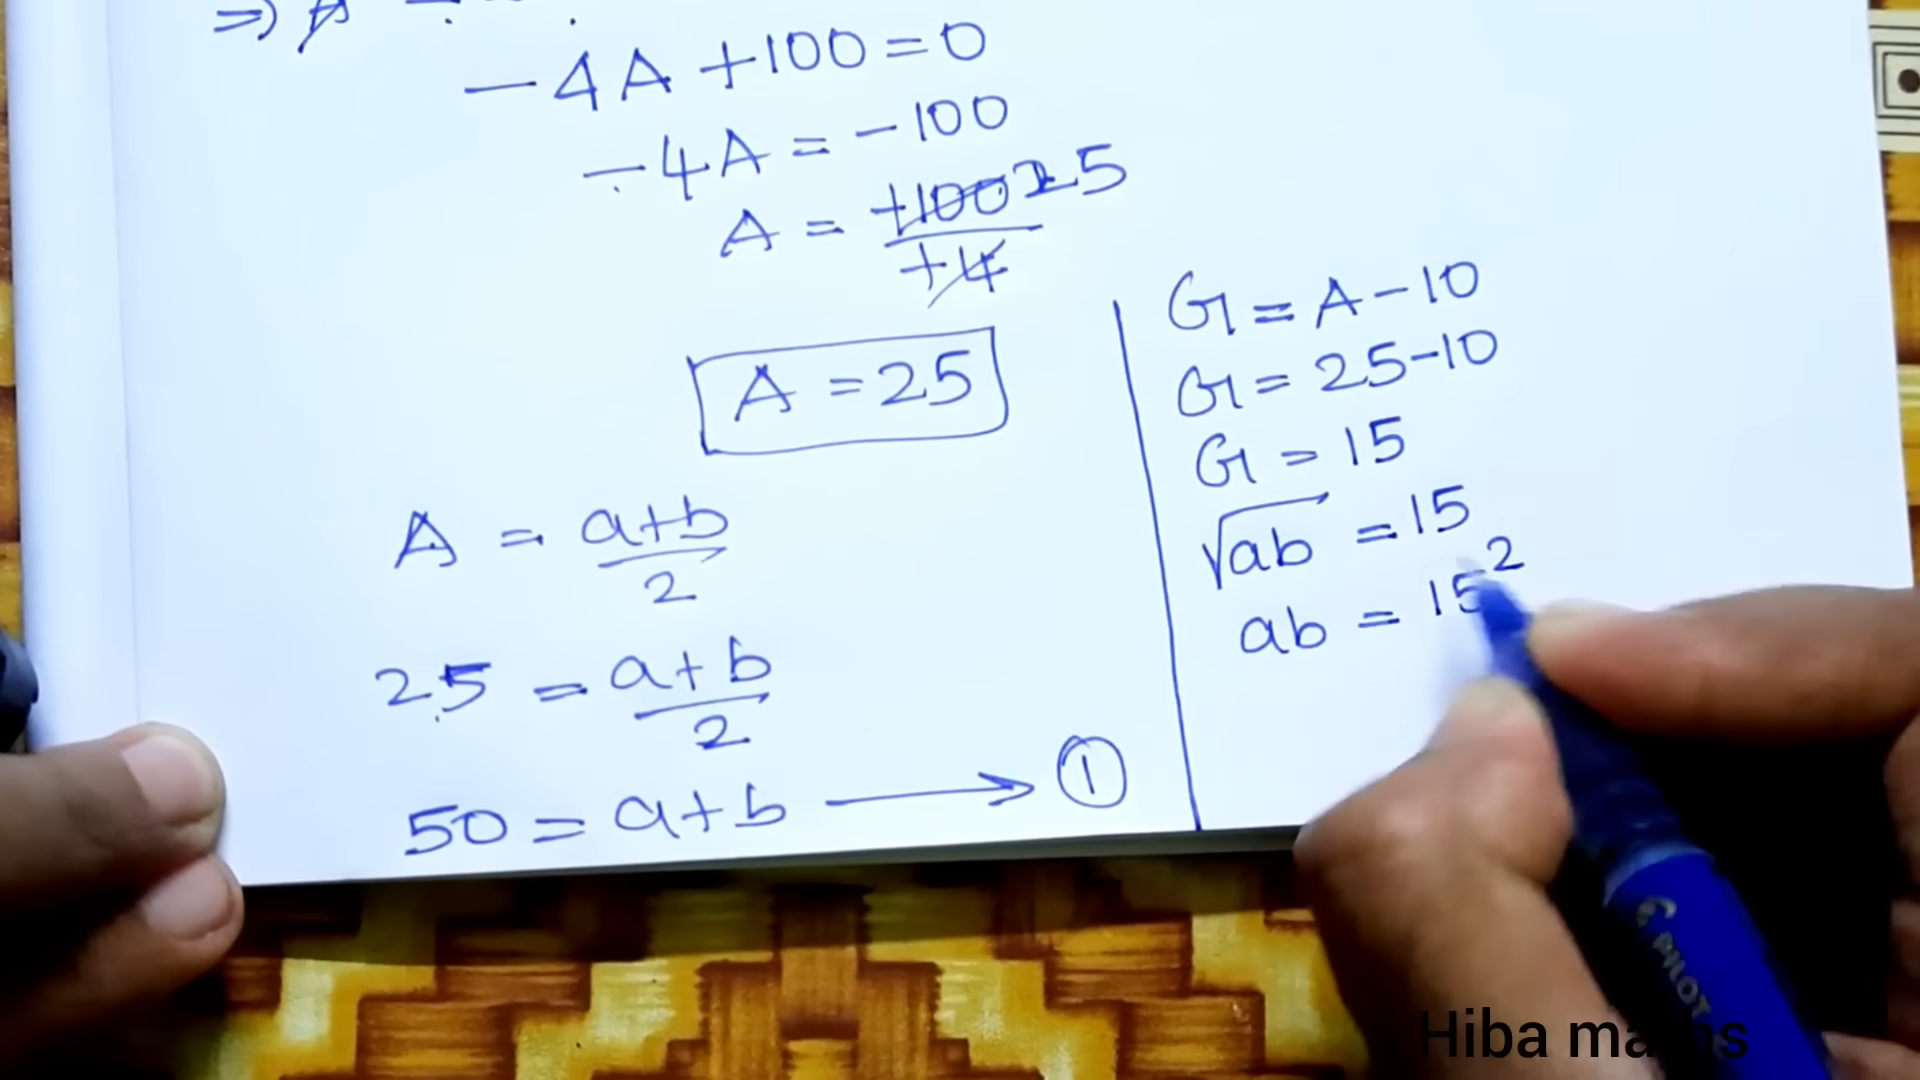 ⇒
-4A+100=0
-4A = -100
A = +100/+4 25
A = 25
A = a+b/2
25 = a+b/2
50 = a+b ⟶ ①
G = A-10
G = 25-10
G = 15
√ab = 15
ab = 15²
PILOT
Hiba ma s